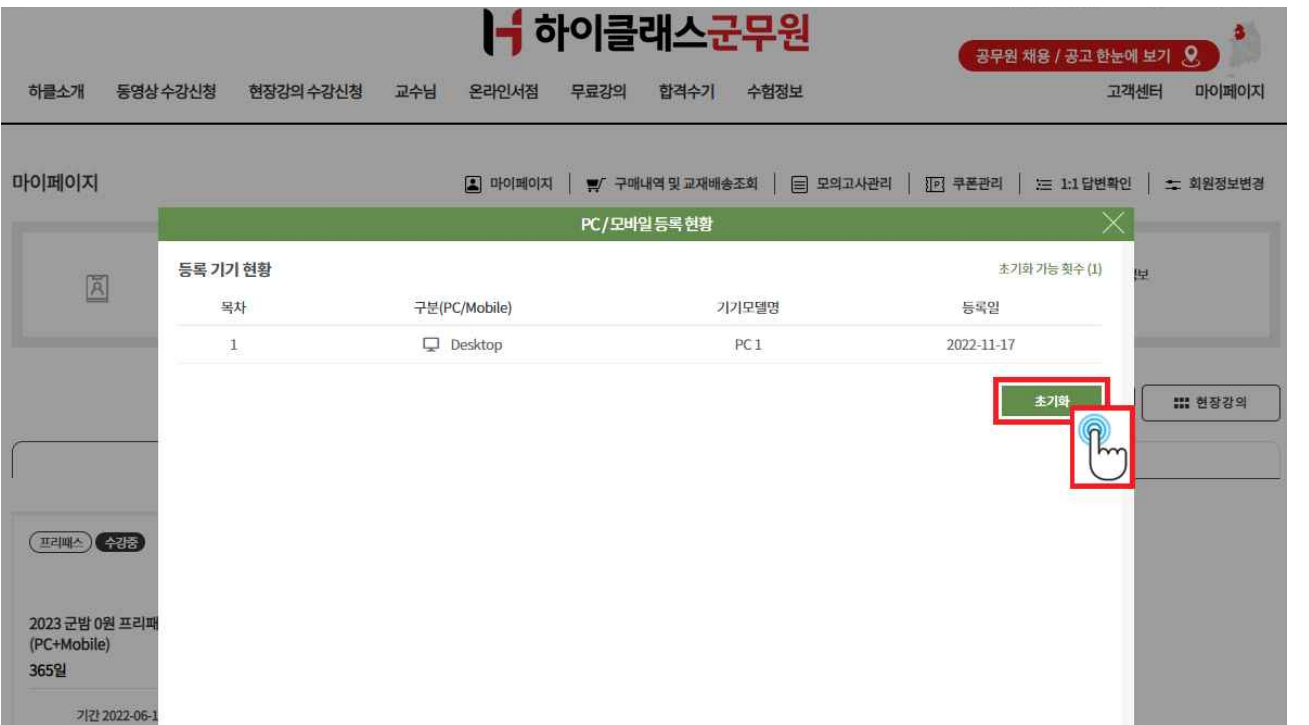 하이클래스군무원
공무원 채용 / 공고 한눈에 보기
하클소개 동영상 수강신청 현장강의 수강신청 교수님 온라인서점 무료강의 합격수기 수험정보 고객센터 마이페이지
마이페이지 마이페이지 구매내역 및 교재배송조회 모의고사관리 쿠폰관리 1:1 답변확인 회원정보변경
PC / 모바일 등록 현황
등록 기기 현황 초기화 가능 횟수 (1)
목차 구분(PC/Mobile) 기기모델명 등록일
1 Desktop PC 1 2022-11-17
초기화
현장강의
프리패스 수강중
2023 군밤 0원 프리패
(PC+Mobile)
365일
기간 2022-06-1